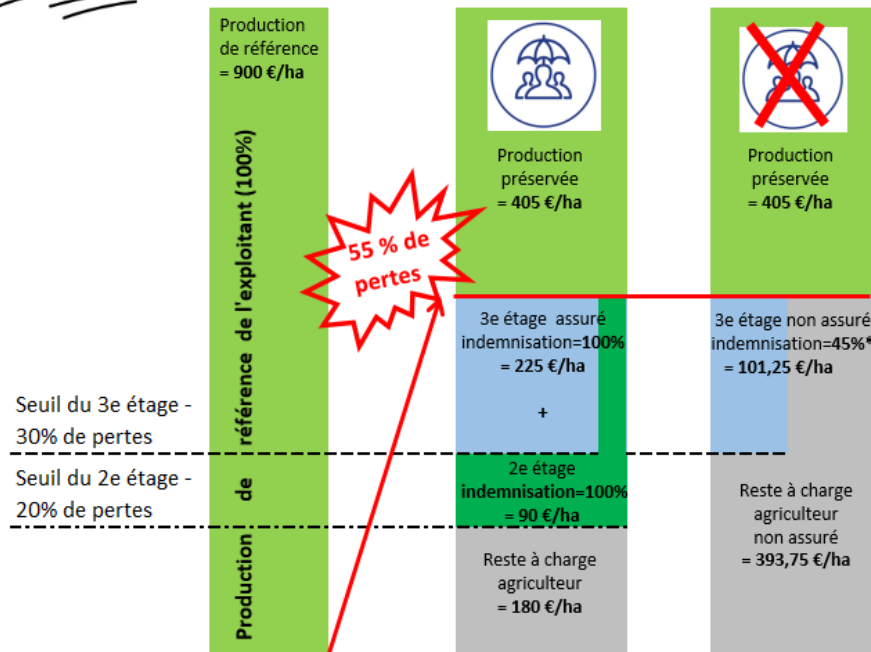 Production
de référence
= 900 €/ha
Production de référence de l'exploitant (100%)
55 % de
pertes
Seuil du 3e étage -
30% de pertes
Seuil du 2e étage -
20% de pertes
Production
préservée
= 405 €/ha
3e étage assuré
indemnisation=100%
= 225 €/ha
+
2e étage
indemnisation=100%
= 90 €/ha
Reste à charge
agriculteur
= 180 €/ha
Production
préservée
= 405 €/ha
3e étage non assuré
indemnisation=45%*
= 101,25 €/ha
Reste à charge
agriculteur
non assuré
= 393,75 €/ha